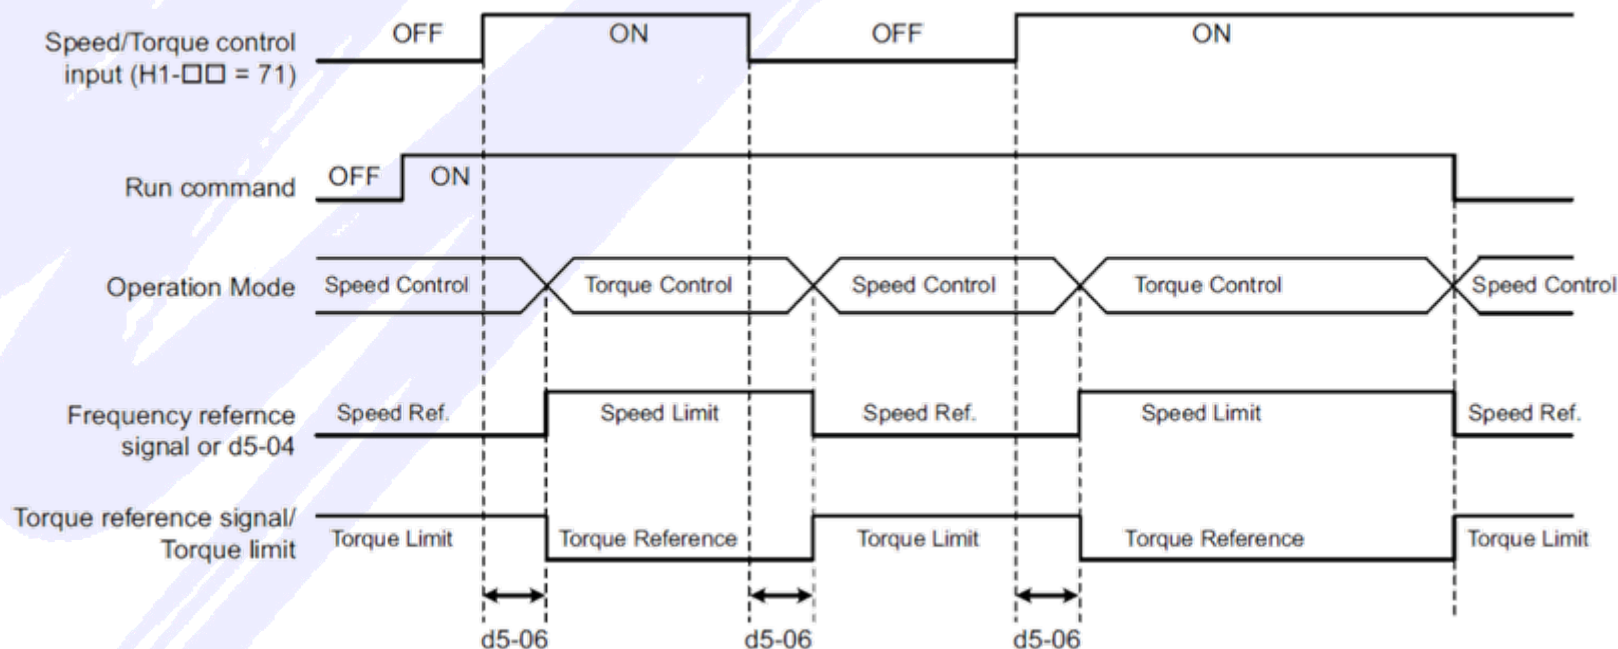 Speed/Torque control
input (H1-□□ = 71)
OFF ON OFF ON
Run command
OFF ON
Operation Mode
Speed Control Torque Control Speed Control Torque Control Speed Control
Frequency refernce
signal or d5-04
Speed Ref. Speed Limit Speed Ref. Speed Limit Speed Ref.
Torque reference signal/
Torque limit
Torque Limit Torque Reference Torque Limit Torque Reference Torque Limit
d5-06 d5-06 d5-06